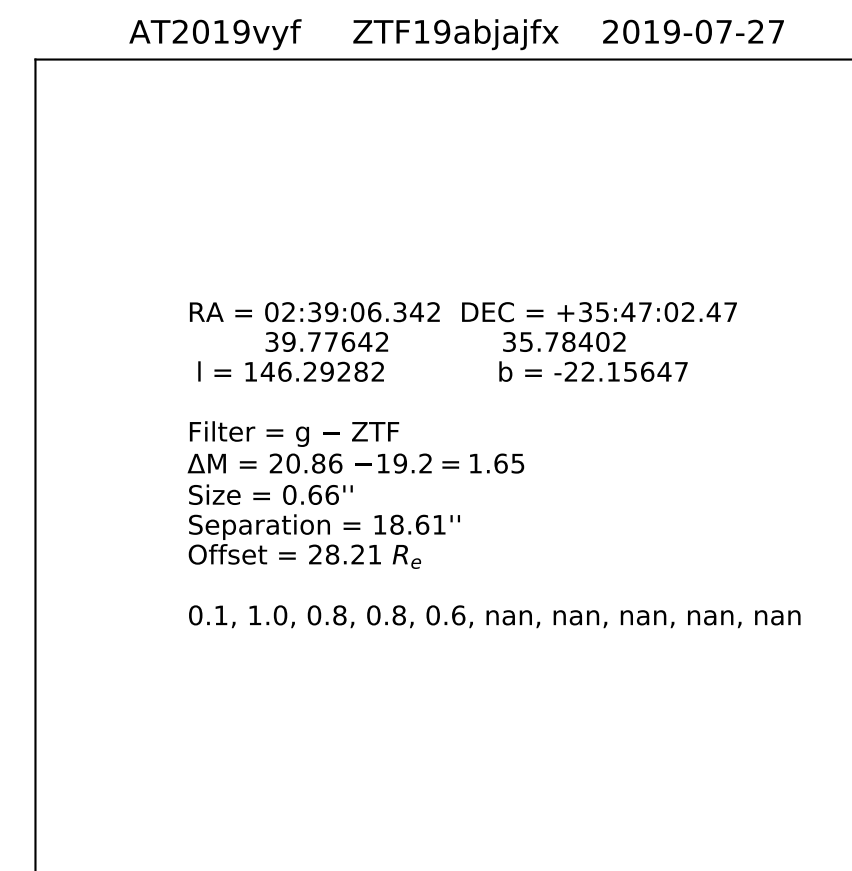 AT2019vyf ZTF19abjajfx 2019-07-27
RA = 02:39:06.342 DEC = +35:47:02.47
39.77642 35.78402
l = 146.29282 b = -22.15647
Filter = g − ZTF
ΔM = 20.86 −19.2 = 1.65
Size = 0.66''
Separation = 18.61''
Offset = 28.21 Re
0.1, 1.0, 0.8, 0.8, 0.6, nan, nan, nan, nan, nan